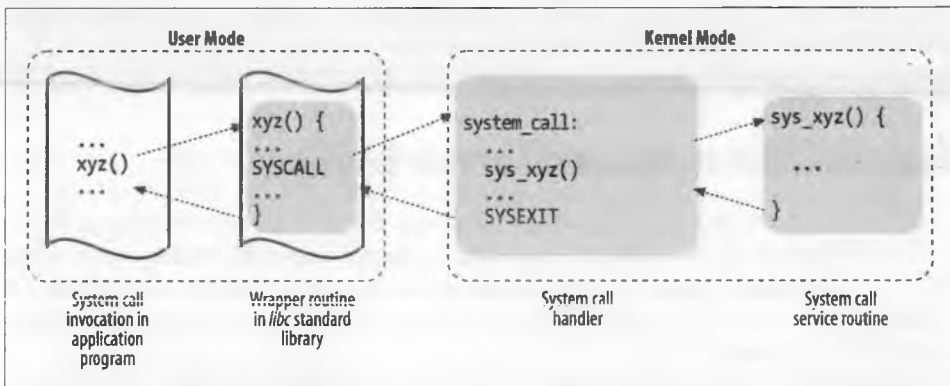 User Mode
Kernel Mode
...
xyz()
...
xyz() {
...
SYSCALL
...
}
system_call:
...
sys_xyz()
...
SYSEXIT
sys_xyz() {
...
}
System call
invocation in
application
program
Wrapper routine
in libc standard
library
System call
handler
System call
service routine